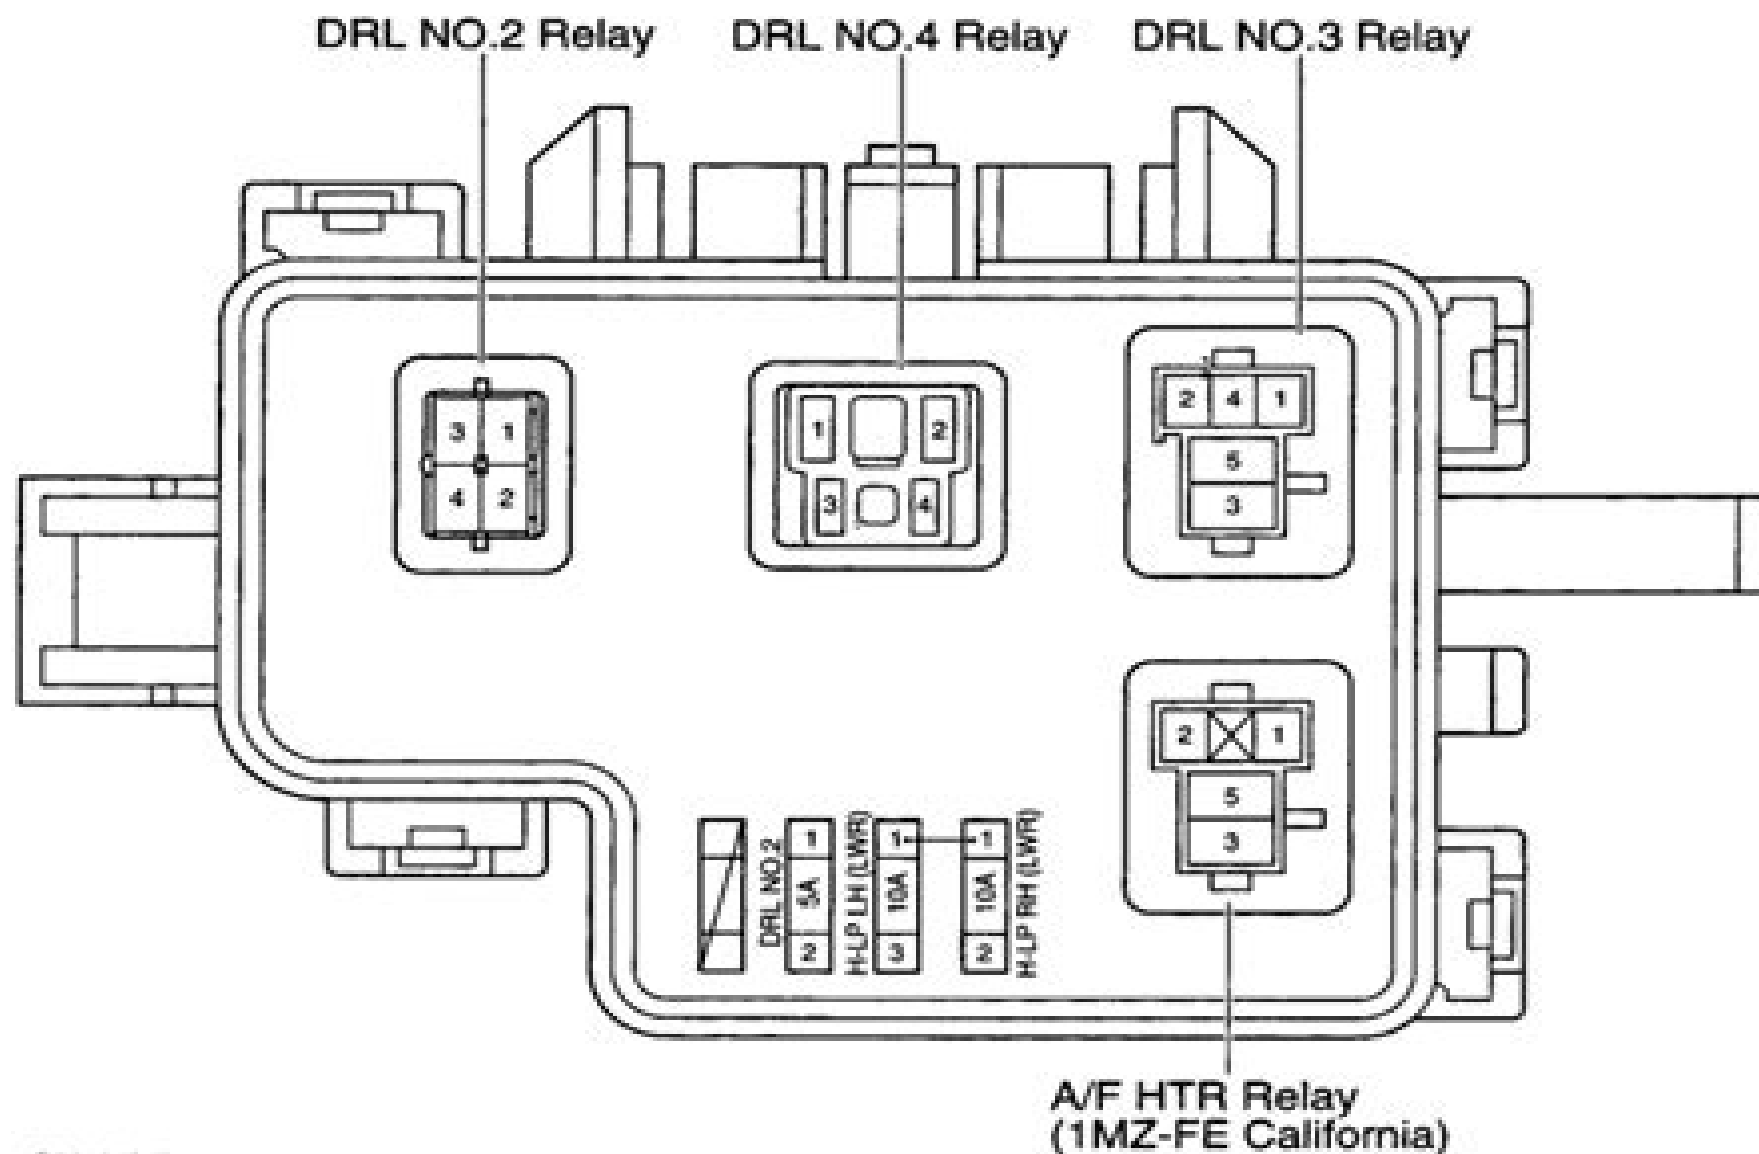 DRL NO.2 Relay
DRL NO.4 Relay
DRL NO.3 Relay
3 1
4 2
1 2
3 4
2 4 1
5
3
2 1
5
3
DRL NO.2
1
5A
2
H-LP LH (LWR)
1
10A
H-LP RH (LWR)
1
10A
2
A/F HTR Relay
(1MZ-FE California)